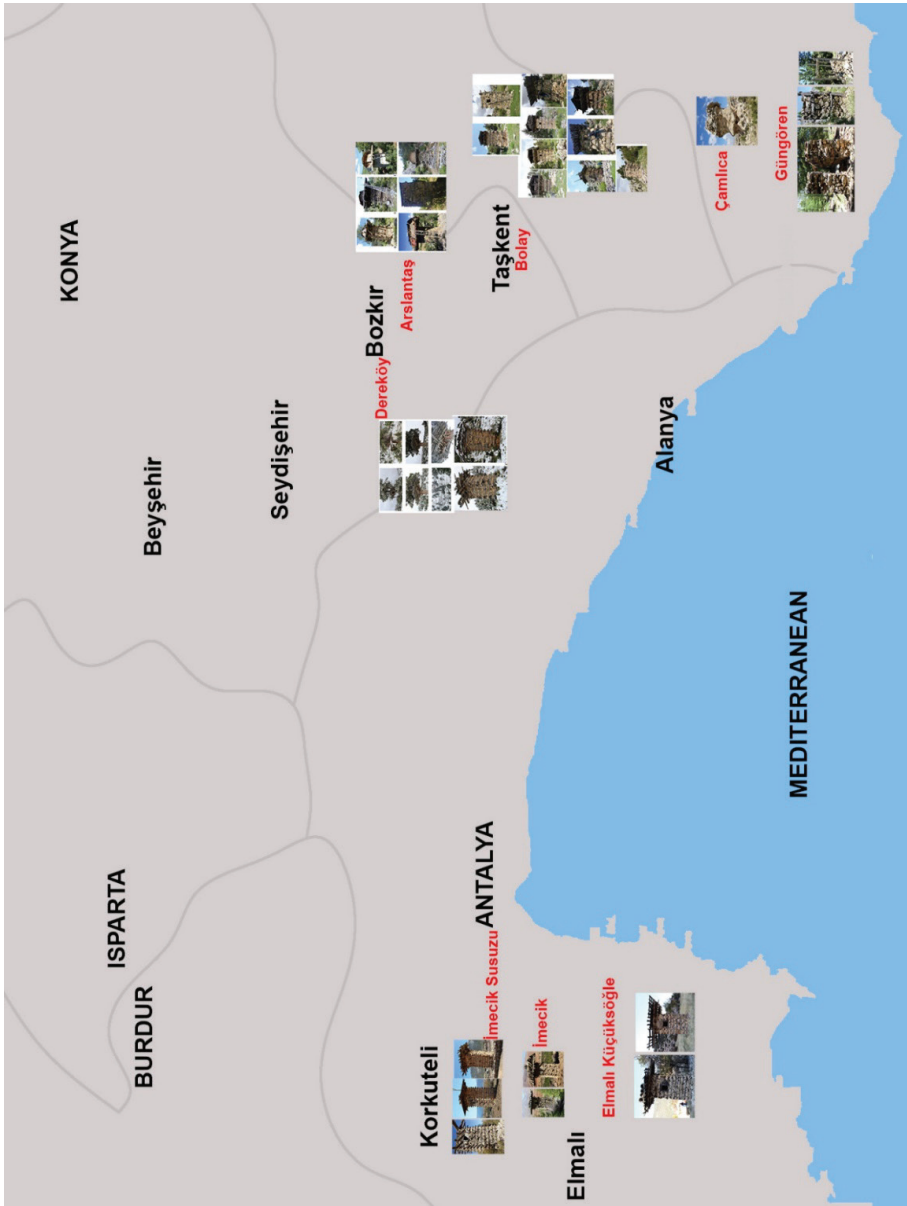 KONYA
Beyşehir
Seydişehir
Bozkır
Dereköy
Arslantaş
Taşkent
Bolay
Çamlıca
Güngören
Alanya
ISPARTA
BURDUR
ANTALYA
Korkuteli
İmecik Susuzu
İmecik
Elmalı Küçüksöğle
Elmalı
MEDITERRANEAN